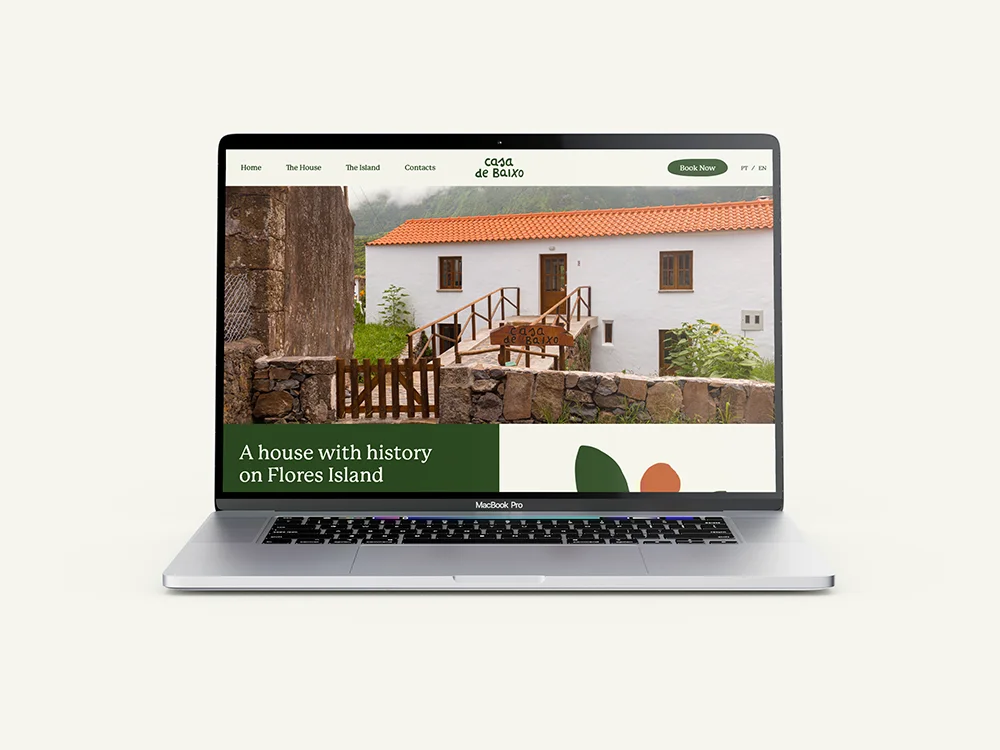 Home
The House
The Island
Contacts
casa
de Baixo
Book Now
PT / EN
casa
de Baixo
A house with history
on Flores Island
MacBook Pro